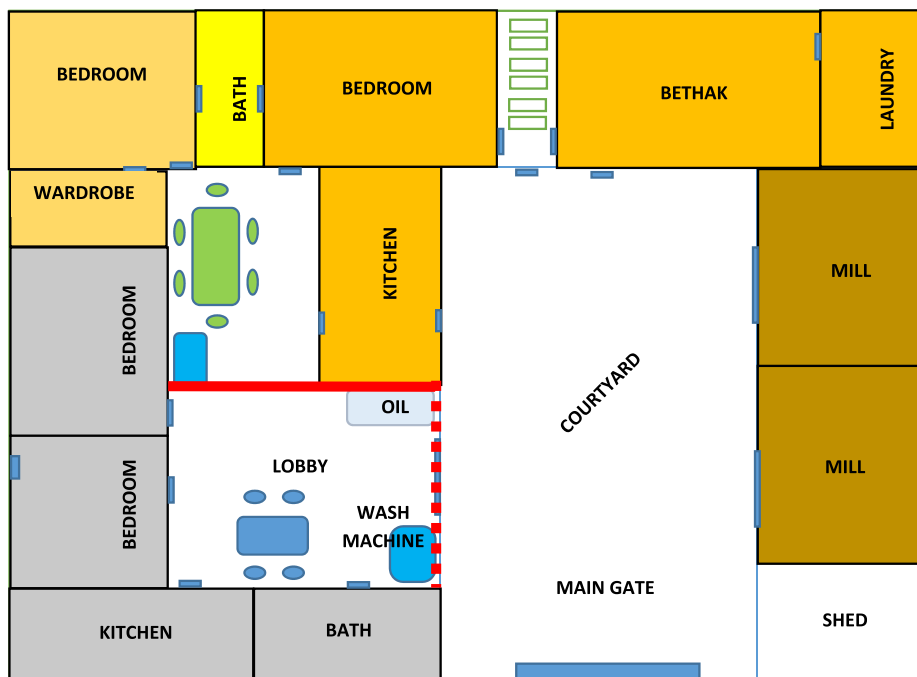 BEDROOM
BATH
BEDROOM
BETHAK
LAUNDRY
WARDROBE
KITCHEN
MILL
BEDROOM
COURTYARD
OIL
LOBBY
MILL
BEDROOM
WASH
MACHINE
MAIN GATE
SHED
KITCHEN
BATH